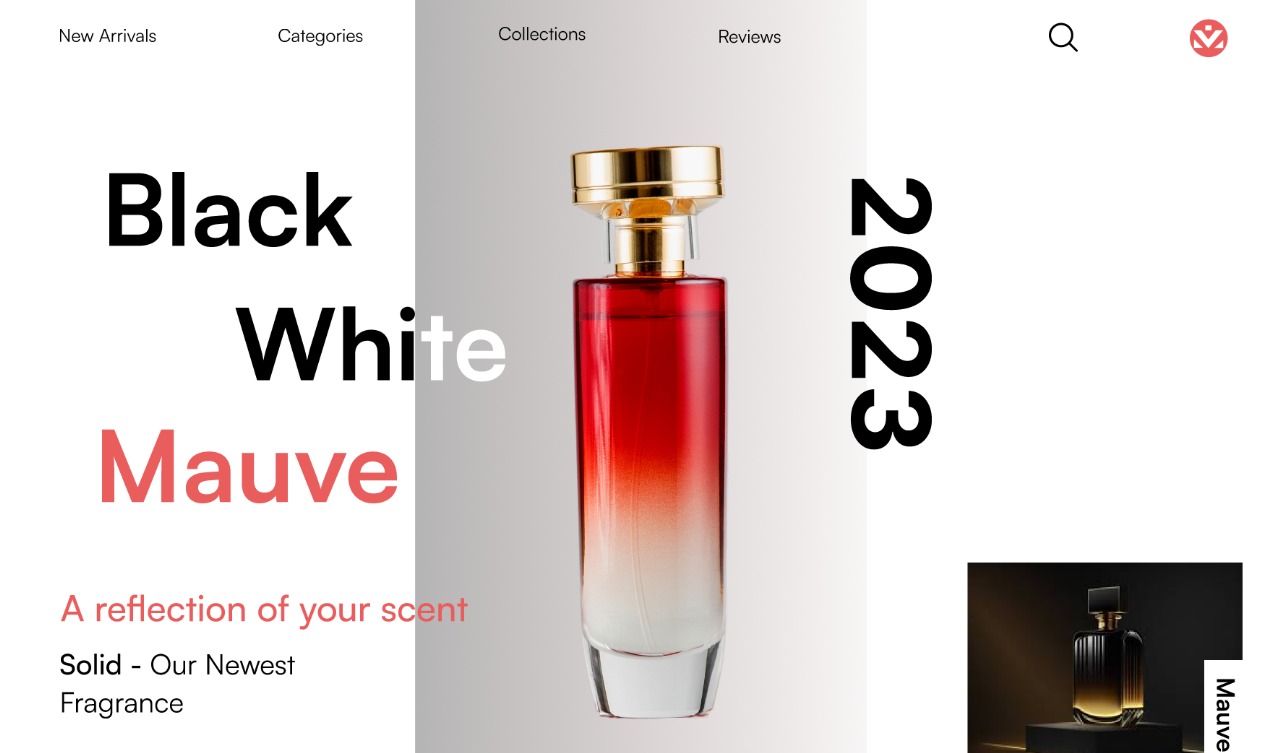 New Arrivals
Categories
Collections
Reviews
Black
White
Mauve
2023
A reflection of your scent
Solid - Our Newest
Fragrance
Mauve